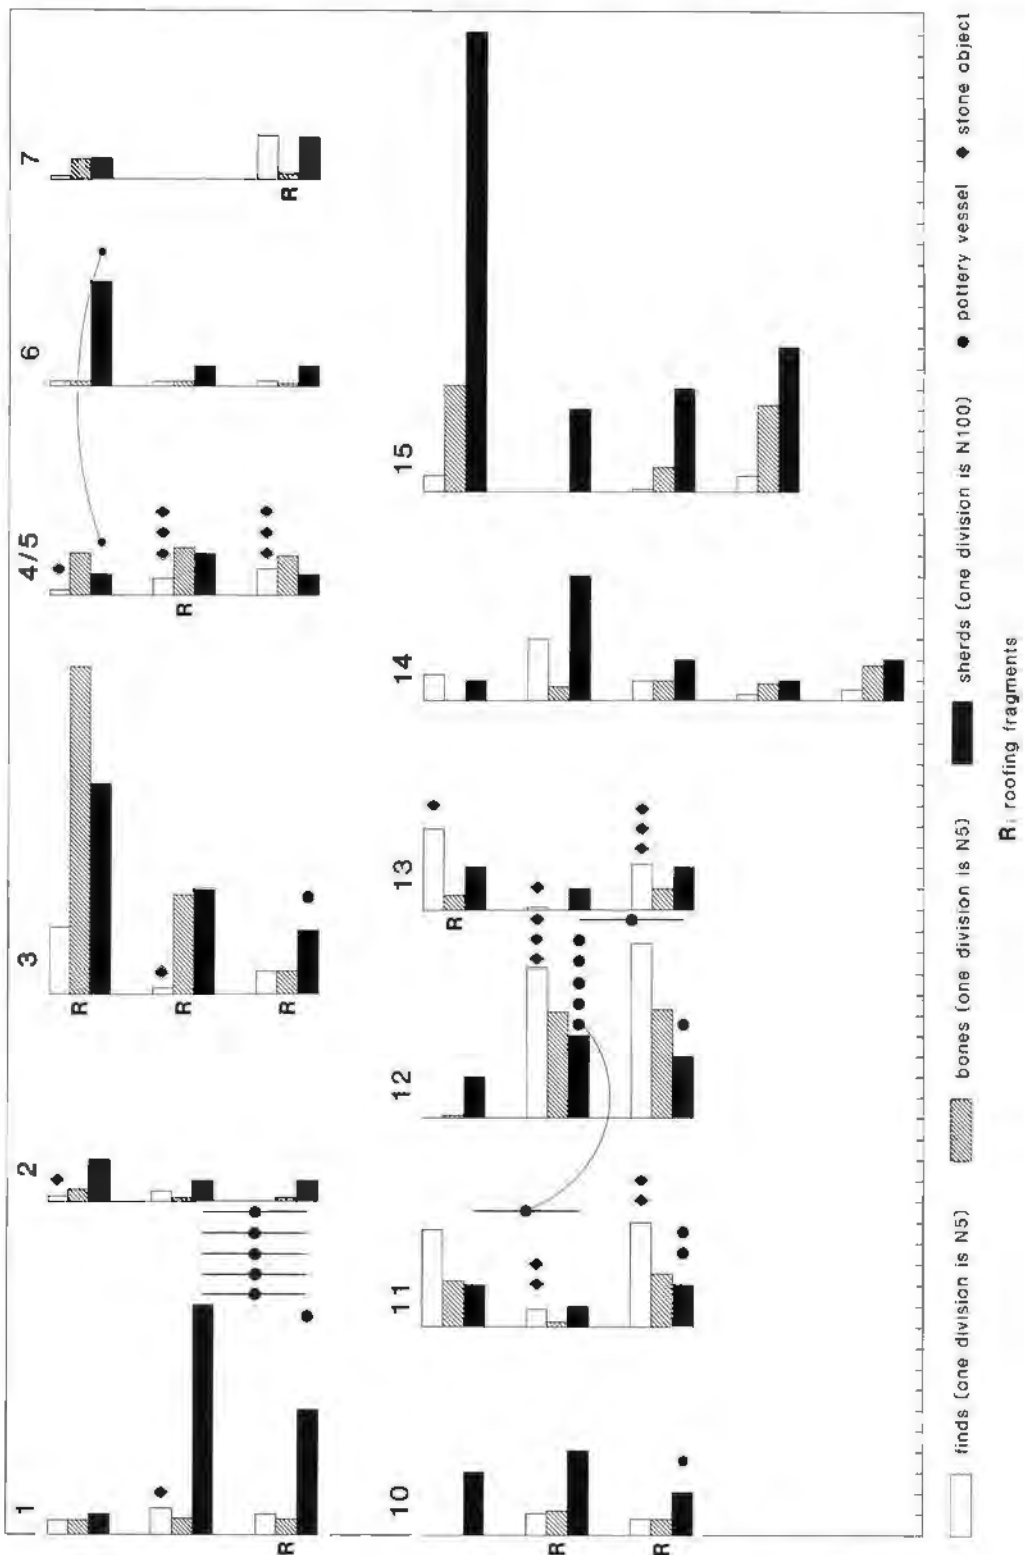 1 2 3 4/5 6 7
R R R R R R
10 11 12 13 14 15
R R R
finds (one division is N5) bones (one division is N5) sherds (one division is N100) pottery vessel stone object
R: roofing fragments